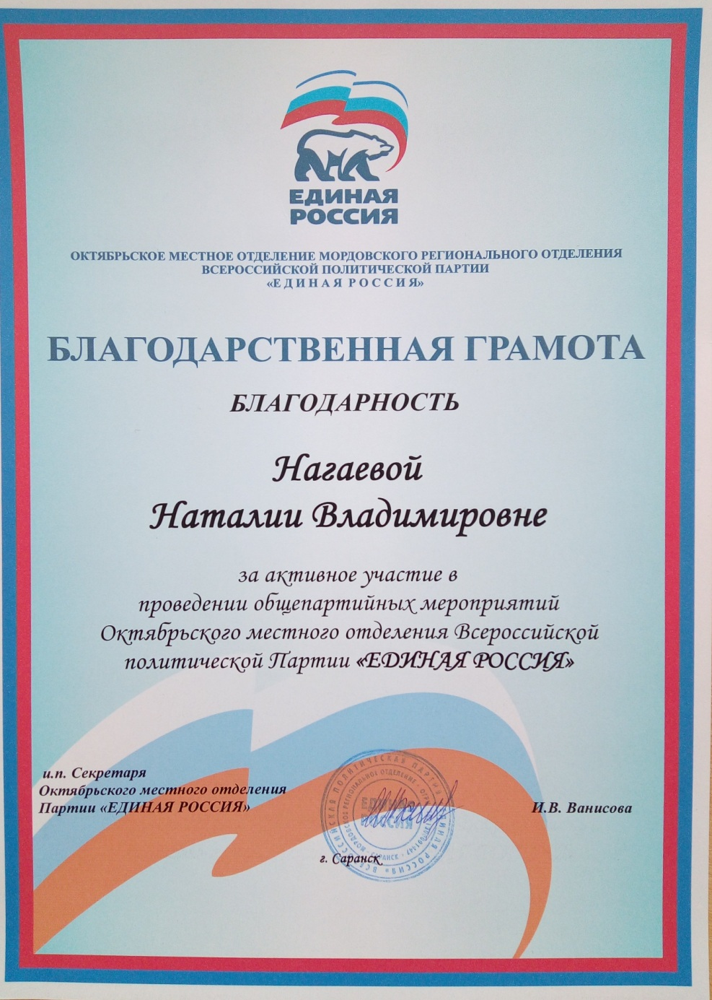 ЕДИНАЯ
РОССИЯ
ОКТЯБРЬСКОЕ МЕСТНОЕ ОТДЕЛЕНИЕ МОРДОВСКОГО РЕГИОНАЛЬНОГО ОТДЕЛЕНИЯ
ВСЕРОССИЙСКОЙ ПОЛИТИЧЕСКОЙ ПАРТИИ
«Е Д И Н А Я Р О С С И Я»
БЛАГОДАРСТВЕННАЯ ГРАМОТА
БЛАГОДАРНОСТЬ
Нагаевой
Наталии Владимировне
за активное участие в
проведении общепартийных мероприятий
Октябрьского местного отделения Всероссийской
политической Партии «ЕДИНАЯ РОССИЯ»
и.п. Секретаря
Октябрьского местного отделения
Партии «ЕДИНАЯ РОССИЯ»
И.В. Ванисова
ЕДИНАЯ
РОССИЯ
г. Саранск